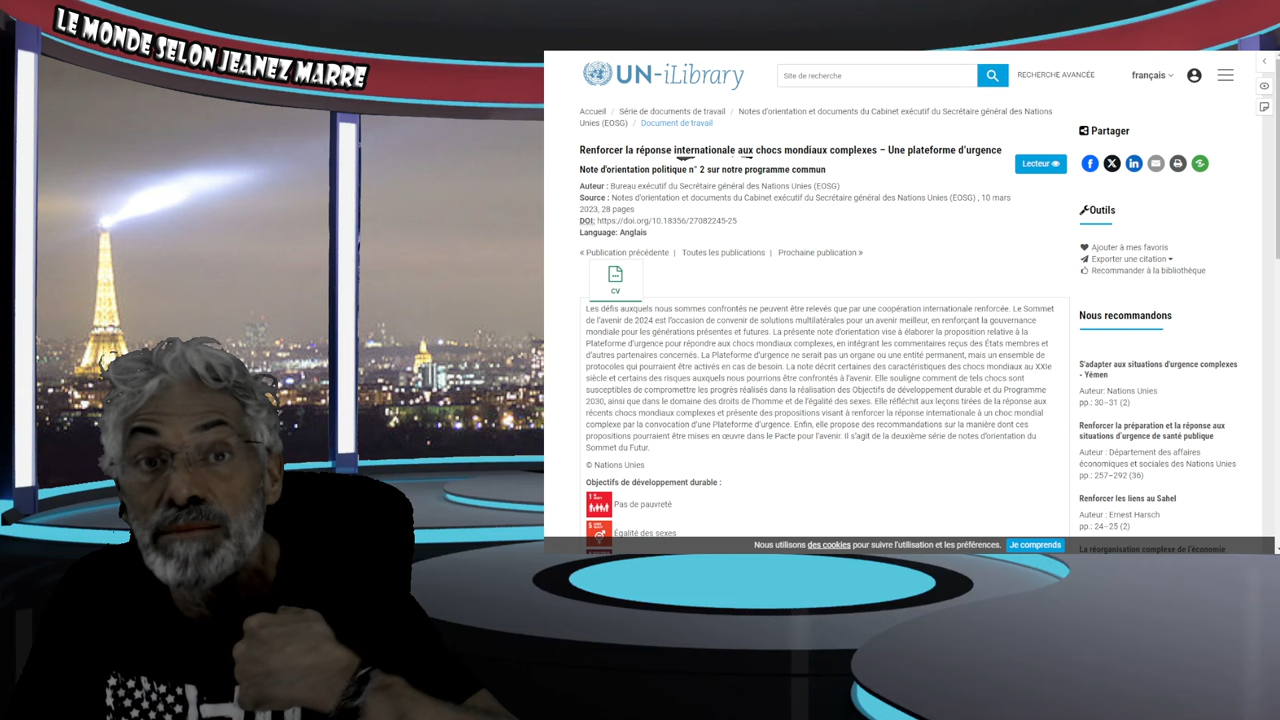 LE MONDE SELON JEANEZ MARRE
UN-iLibrary
Site de recherche
RECHERCHE AVANCÉE
français
Accueil / Série de documents de travail / Notes d'orientation et documents du Cabinet exécutif du Secrétaire général des Nations
Unies (EOSG) / Document de travail
Renforcer la réponse internationale aux chocs mondiaux complexes – Une plateforme d'urgence
Note d'orientation politique n° 2 sur notre programme commun
Lecteur
Auteur : Bureau exécutif du Secrétaire général des Nations Unies (EOSG)
Source : Notes d'orientation et documents du Cabinet exécutif du Secrétaire général des Nations Unies (EOSG) , 10 mars
2023, 28 pages
DOI: https://doi.org/10.18356/27082245-25
Language: Anglais
« Publication précédente | Toutes les publications | Prochaine publication »
CV
Les défis auxquels nous sommes confrontés ne peuvent être relevés que par une coopération internationale renforcée. Le Sommet
de l'avenir de 2024 est l'occasion de convenir de solutions multilatérales pour un avenir meilleur, en renforçant la gouvernance
mondiale pour les générations présentes et futures. La présente note d'orientation vise à élaborer la proposition relative à la
Plateforme d'urgence pour répondre aux chocs mondiaux complexes, en intégrant les commentaires reçus des États membres et
d'autres partenaires concernés. La Plateforme d'urgence ne serait pas un organe ou une entité permanent, mais un ensemble de
protocoles qui pourraient être activés en cas de besoin. La note décrit certaines des caractéristiques des chocs mondiaux au XXIe
siècle et certains des risques auxquels nous pourrions être confrontés à l'avenir. Elle souligne comment de tels chocs sont
susceptibles de compromettre les progrès réalisés dans la réalisation des Objectifs de développement durable et du Programme
2030, ainsi que dans le domaine des droits de l'homme et de l'égalité des sexes. Elle réfléchit aux leçons tirées de la réponse aux
récents chocs mondiaux complexes et présente des propositions visant à renforcer la réponse internationale à un choc mondial
complexe par la convocation d'une Plateforme d'urgence. Enfin, elle propose des recommandations sur la manière dont ces
propositions pourraient être mises en œuvre dans le Pacte pour l'avenir. Il s'agit de la deuxième série de notes d'orientation du
Sommet du Futur.
© Nations Unies
Objectifs de développement durable :
Pas de pauvreté
Égalité des sexes
Partager
Outils
Ajouter à mes favoris
Exporter une citation
Recommander à la bibliothèque
Nous recommandons
S'adapter aux situations d'urgence complexes
- Yémen
Auteur: Nations Unies
pp.: 30–31 (2)
Renforcer la préparation et la réponse aux
situations d'urgence de santé publique
Auteur : Département des affaires
économiques et sociales des Nations Unies
pp.: 257–292 (36)
Renforcer les liens au Sahel
Auteur : Ernest Harsch
pp.: 24–25 (2)
La réorganisation complexe de l'économie
Nous utilisons des cookies pour suivre l'utilisation et les préférences. Je comprends